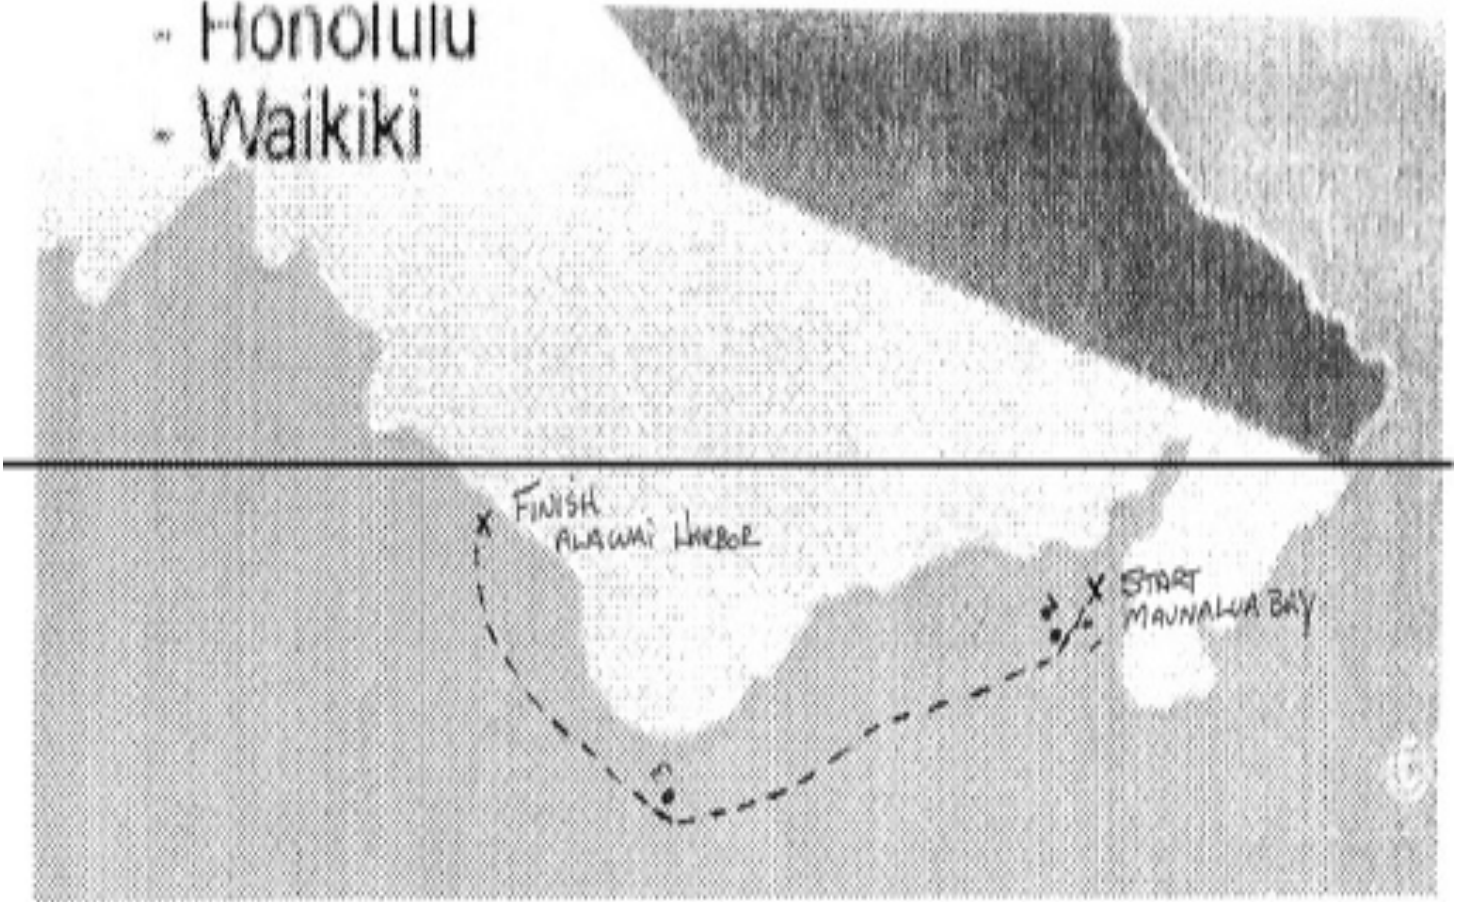 - Honolulu
- Waikiki
FINISH
ALAWAi HARBOR
START
MAUNALUA BAY